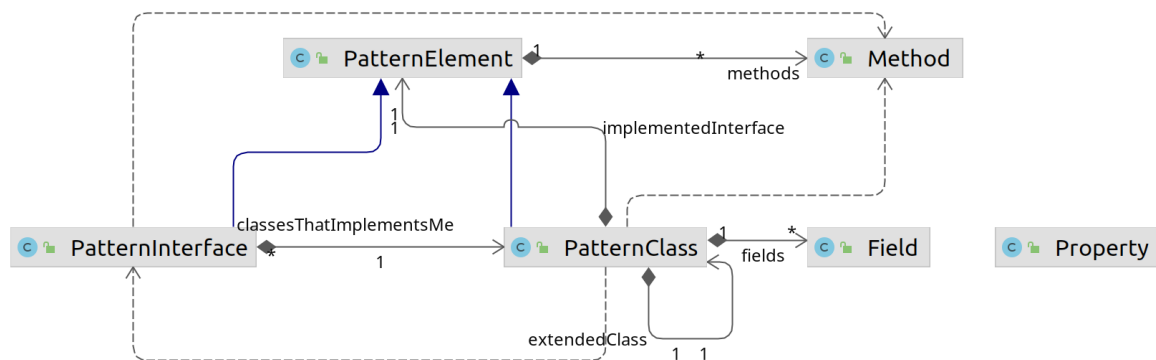 C PatternElement
1
*
methods
C Method
1
1
implementedInterface
classesThatImplementsMe
C PatternInterface
*
1
C PatternClass
1
*
fields
C Field
C Property
extendedClass
1 1